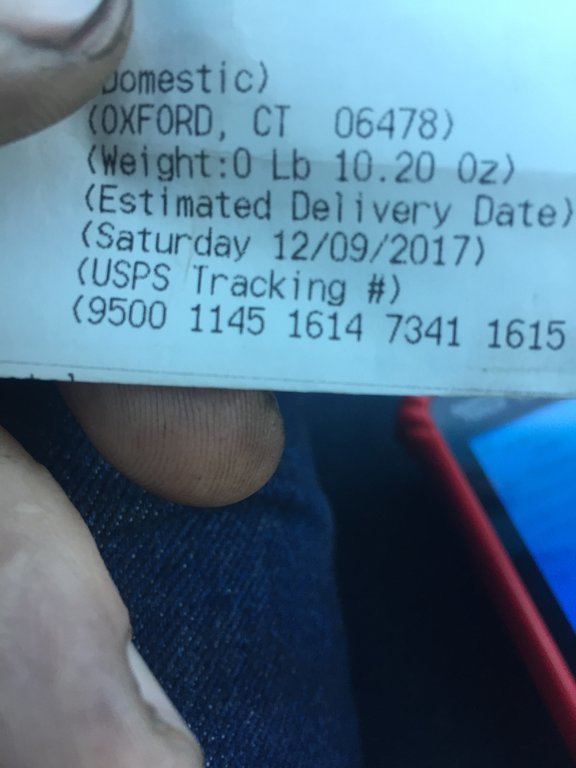 Domestic)
(OXFORD, CT 06478)
(Weight:0 Lb 10.20 Oz)
(Estimated Delivery Date)
(Saturday 12/09/2017)
(USPS Tracking #)
(9500 1145 1614 7341 1615